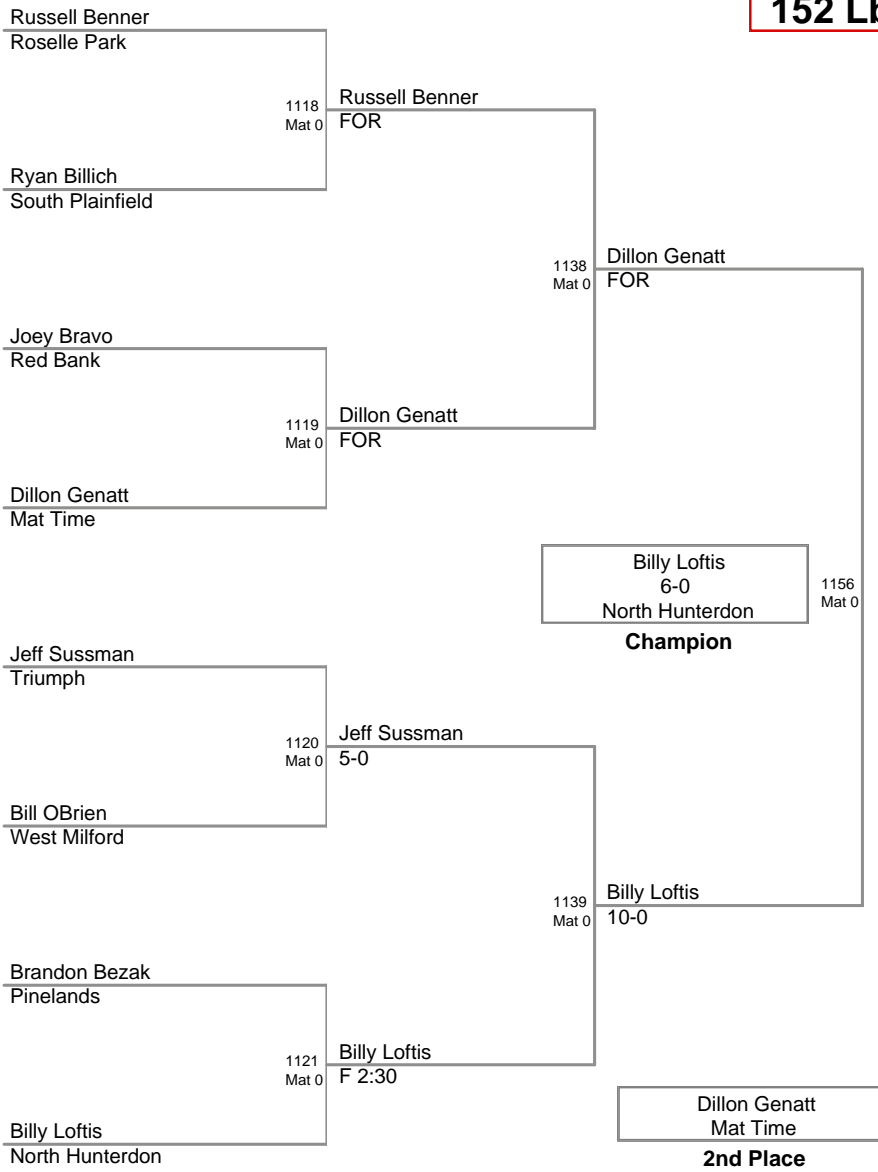 152 Lb
Russell Benner
Roselle Park
1118
Mat 0
Russell Benner
FOR
Ryan Billich
South Plainfield
1138
Mat 0
Dillon Genatt
FOR
Joey Bravo
Red Bank
1119
Mat 0
Dillon Genatt
FOR
Dillon Genatt
Mat Time
Billy Loftis
6-0
North Hunterdon
Champion
1156
Mat 0
Jeff Sussman
Triumph
1120
Mat 0
Jeff Sussman
5-0
Bill OBrien
West Milford
1139
Mat 0
Billy Loftis
10-0
Brandon Bezak
Pinelands
1121
Mat 0
Billy Loftis
F 2:30
Billy Loftis
North Hunterdon
Dillon Genatt
Mat Time
2nd Place